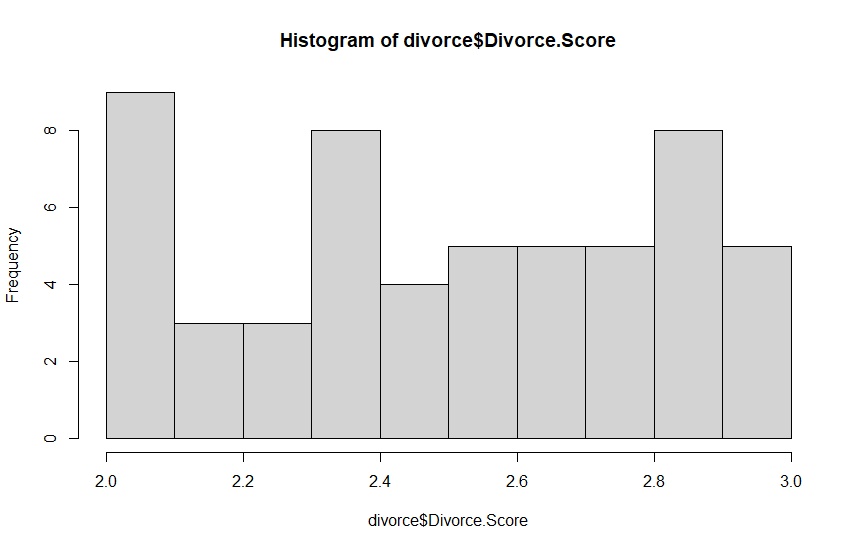 Histogram of divorce$Divorce.Score
Frequency
0 2 4 6 8
2.0 2.2 2.4 2.6 2.8 3.0
divorce$Divorce.Score